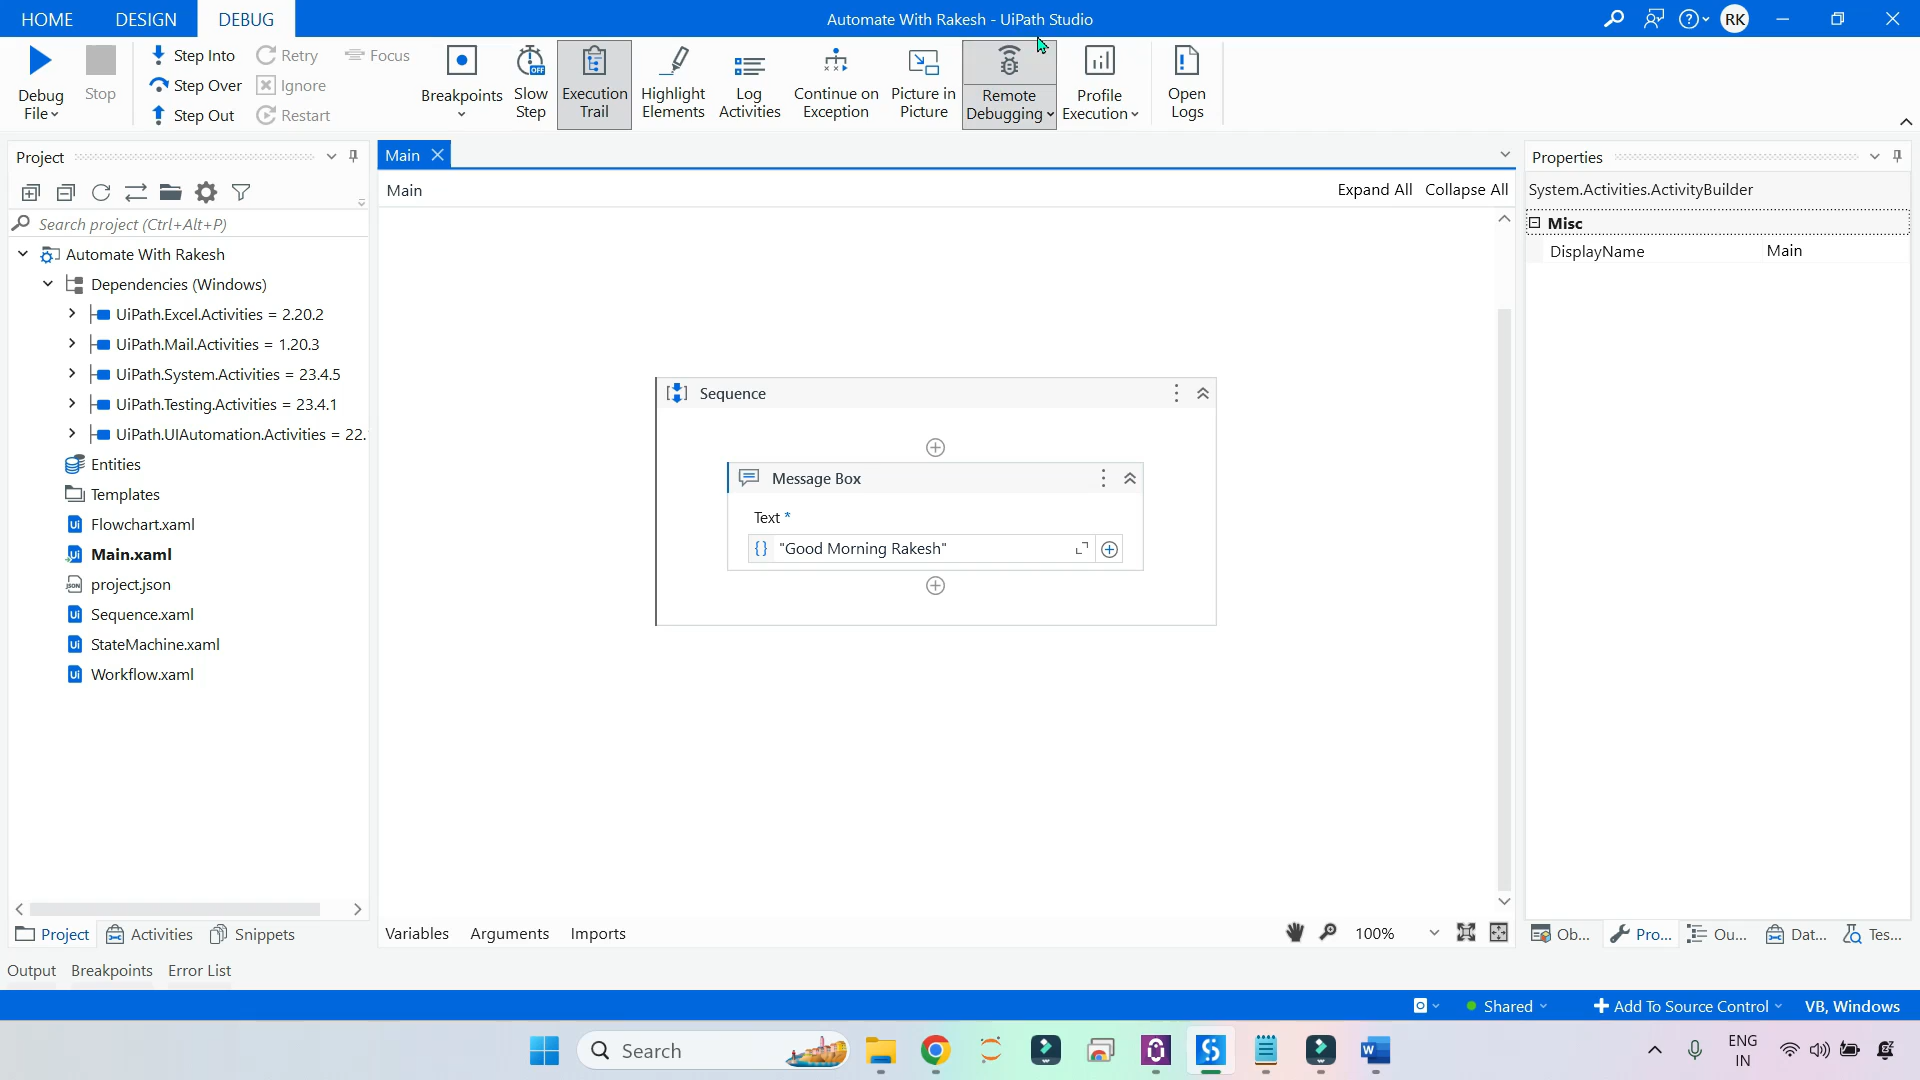 HOME DESIGN DEBUG Automate With Rakesh - UiPath Studio RK
Debug
File
Stop
Step Into
Step Over
Step Out
Retry
Ignore
Restart
Focus
Breakpoints
Slow
Step
OFF
Execution
Trail
Highlight
Elements
Log
Activities
Continue on
Exception
Picture in
Picture
Remote
Debugging
Profile
Execution
Open
Logs
Project
Search project (Ctrl+Alt+P)
Automate With Rakesh
Dependencies (Windows)
UiPath.Excel.Activities = 2.20.2
UiPath.Mail.Activities = 1.20.3
UiPath.System.Activities = 23.4.5
UiPath.Testing.Activities = 23.4.1
UiPath.UIAutomation.Activities = 22.
Entities
Templates
Flowchart.xaml
Main.xaml
project.json
Sequence.xaml
StateMachine.xaml
Workflow.xaml
Project Activities Snippets
Main
Main Expand All Collapse All
Sequence
Message Box
Text *
"Good Morning Rakesh"
Variables Arguments Imports 100%
Properties
System.Activities.ActivityBuilder
Misc
DisplayName Main
Ob... Pro... Ou... Dat... Tes...
Output Breakpoints Error List
Shared Add To Source Control VB, Windows
Search
ENG
IN